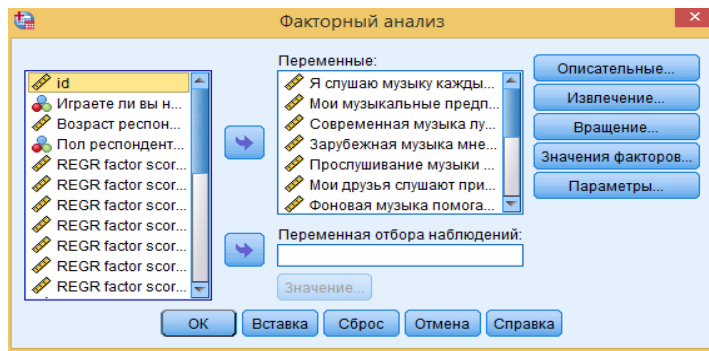 Факторный анализ
id
Играете ли вы н...
Возраст респон...
Пол респондент...
REGR factor scor...
REGR factor scor...
REGR factor scor...
REGR factor scor...
REGR factor scor...
REGR factor scor...
REGR factor scor...
Переменные:
Я слушаю музыку кажды...
Мои музыкальные предп...
Современная музыка лу...
Зарубежная музыка мне...
Прослушивание музыки ...
Мои друзья слушают при...
Фоновая музыка помога...
Переменная отбора наблюдений:
Значение...
Описательные...
Извлечение...
Вращение...
Значения факторов...
Параметры...
ОК
Вставка
Сброс
Отмена
Справка